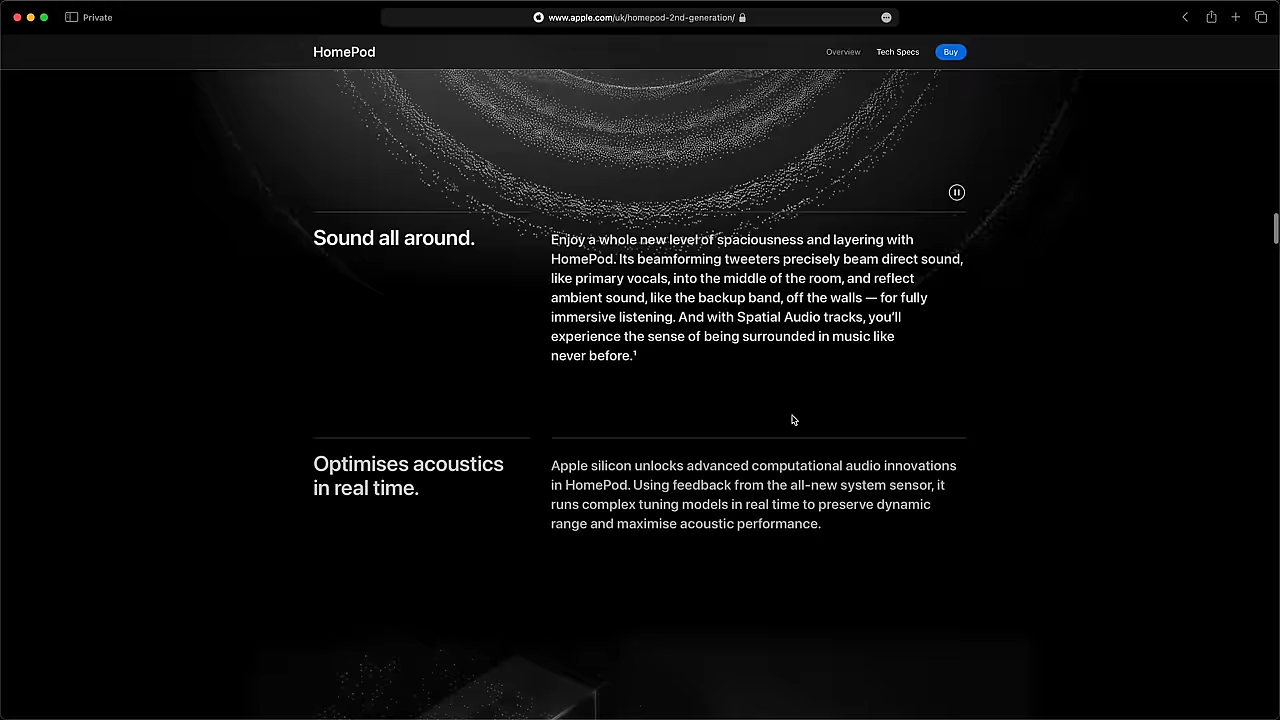 Private
www.apple.com/uk/homepod-2nd-generation/
HomePod
Overview
Tech Specs
Buy
Sound all around.
Enjoy a whole new level of spaciousness and layering with
HomePod. Its beamforming tweeters precisely beam direct sound,
like primary vocals, into the middle of the room, and reflect
ambient sound, like the backup band, off the walls — for fully
immersive listening. And with Spatial Audio tracks, you’ll
experience the sense of being surrounded in music like
never before.¹
Optimises acoustics
in real time.
Apple silicon unlocks advanced computational audio innovations
in HomePod. Using feedback from the all-new system sensor, it
runs complex tuning models in real time to preserve dynamic
range and maximise acoustic performance.